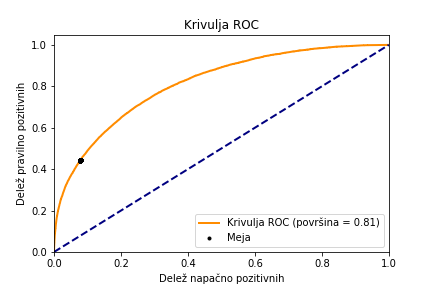 Krivulja ROC
Delež pravilno pozitivnih
1.0
0.8
0.6
0.4
0.2
0.0
0.0 0.2 0.4 0.6 0.8 1.0
Krivulja ROC (površina = 0.81)
Meja
Delež napačno pozitivnih